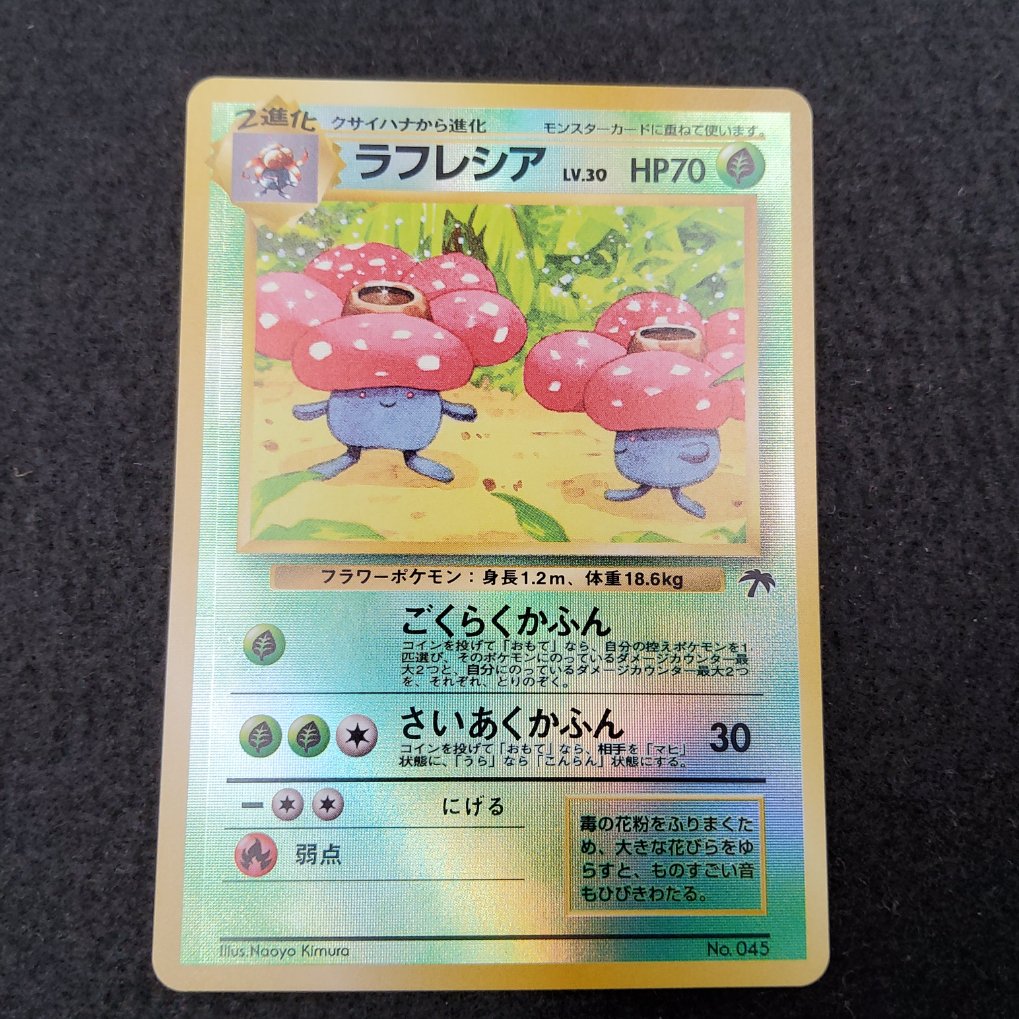 2進化 クサイハナから進化 モンスターカードに重ねて使います。
ラフレシア LV.30 HP70
フラワーポケモン：身長1.2m、体重18.6kg
ごくらくかふん
コインを投げて「おもて」なら、自分の控えポケモンを1
匹選び、そのポケモンにのっているダメージカウンター最
大2つと、自分にのっているダメージカウンター最大2つ
を、それぞれ、とりのぞく。
さいあくかふん 30
コインを投げて「おもて」なら、相手を「マヒ」
状態に、「うら」なら「こんらん」状態にする。
にげる
弱点
毒の花粉をふりまくた
め、大きな花びらをゆ
らすと、ものすごい音
もひびきわたる。
Illus. Naoyo Kimura No. 045